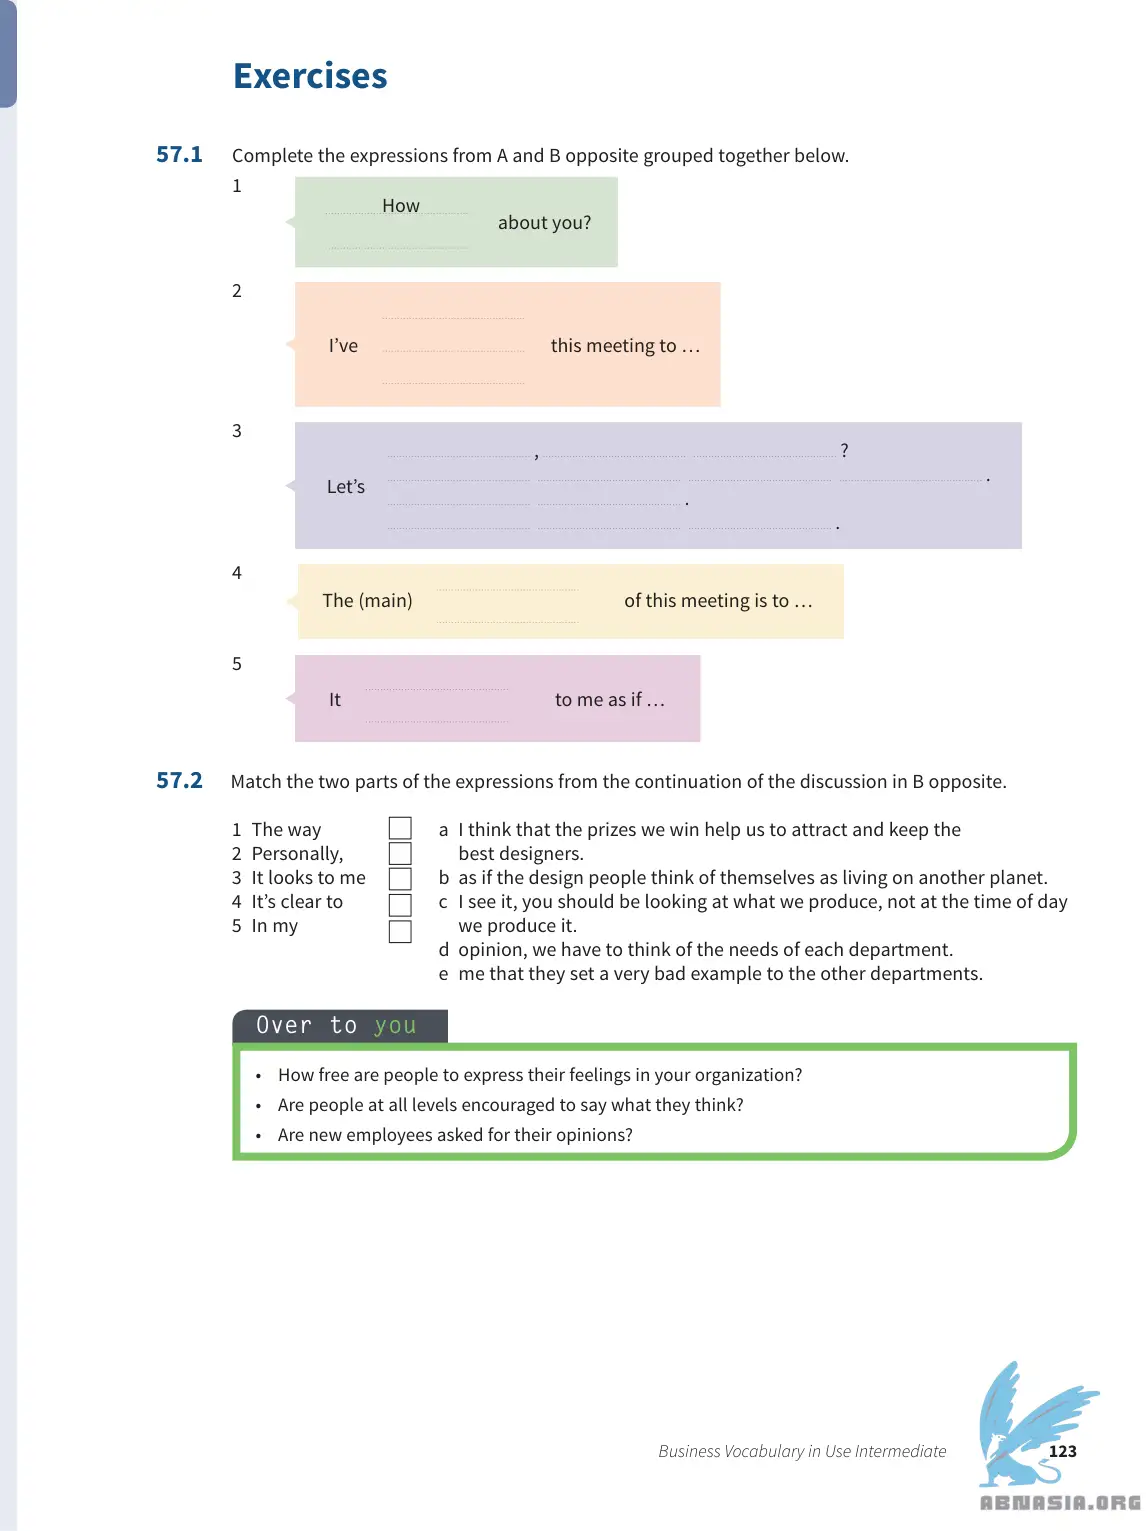 Exercises
57.1 Complete the expressions from A and B opposite grouped together below.
1
How
about you?
2
I’ve this meeting to …
3
, ?
Let’s .
.
.
4
The (main) of this meeting is to …
5
It to me as if …
57.2 Match the two parts of the expressions from the continuation of the discussion in B opposite.
1 The way
2 Personally,
3 It looks to me
4 It’s clear to
5 In my
a I think that the prizes we win help us to attract and keep the
best designers.
b as if the design people think of themselves as living on another planet.
c I see it, you should be looking at what we produce, not at the time of day
we produce it.
d opinion, we have to think of the needs of each department.
e me that they set a very bad example to the other departments.
Over to you
• How free are people to express their feelings in your organization?
• Are people at all levels encouraged to say what they think?
• Are new employees asked for their opinions?
Business Vocabulary in Use Intermediate 123
ABNASIA.ORG